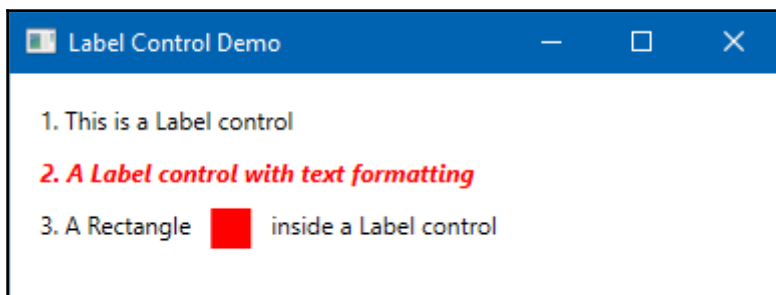 Label Control Demo
1. This is a Label control
2. A Label control with text formatting
3. A Rectangle inside a Label control